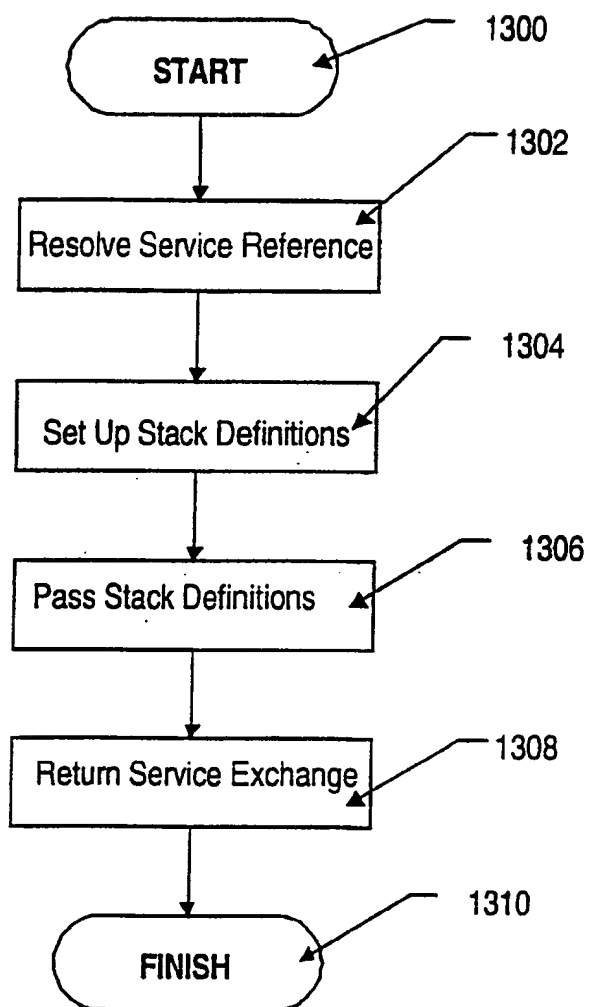 1300
START
1302
Resolve Service Reference
1304
Set Up Stack Definitions
1306
Pass Stack Definitions
1308
Return Service Exchange
1310
FINISH